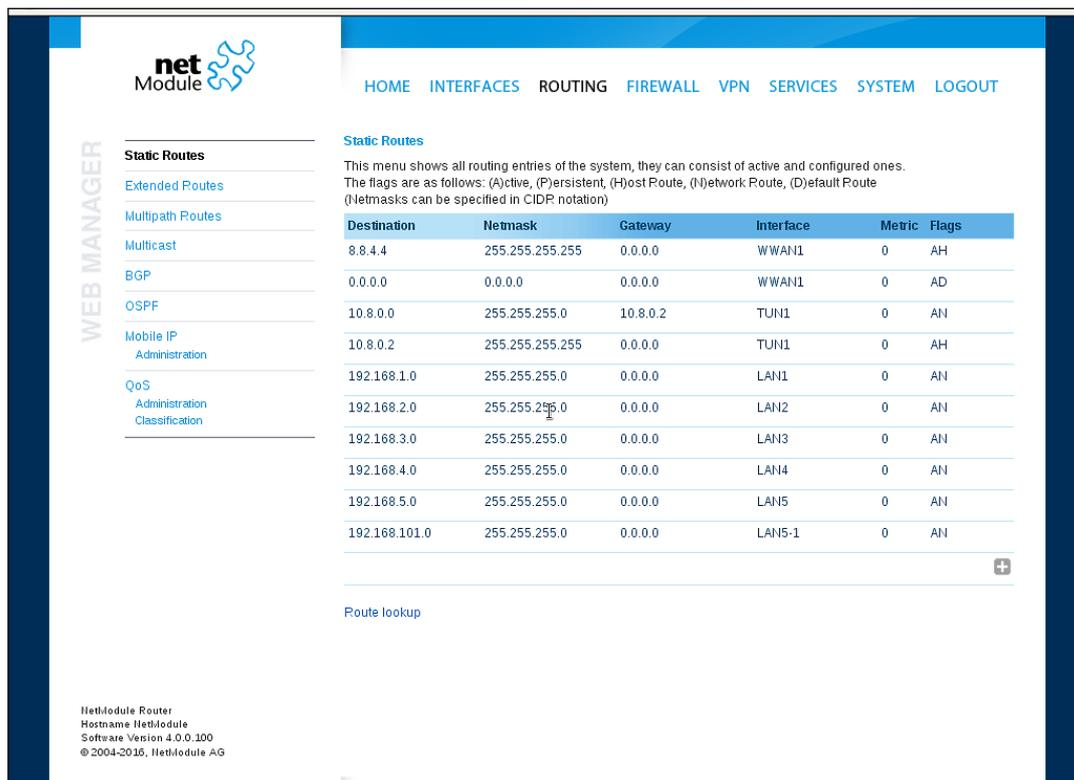 net
Module
HOME INTERFACES ROUTING FIREWALL VPN SERVICES SYSTEM LOGOUT
WEB MANAGER
Static Routes
Extended Routes
Multipath Routes
Multicast
BGP
OSPF
Mobile IP
Administration
QoS
Administration
Classification
Static Routes
This menu shows all routing entries of the system, they can consist of active and configured ones.
The flags are as follows: (A)ctive, (P)ersistent, (H)ost Route, (N)etwork Route, (D)efault Route
(Netmasks can be specified in CIDR notation)
Destination Netmask Gateway Interface Metric Flags
8.8.4.4 255.255.255.255 0.0.0.0 WWAN1 0 AH
0.0.0.0 0.0.0.0 0.0.0.0 WWAN1 0 AD
10.8.0.0 255.255.255.0 10.8.0.2 TUN1 0 AN
10.8.0.2 255.255.255.255 0.0.0.0 TUN1 0 AH
192.168.1.0 255.255.255.0 0.0.0.0 LAN1 0 AN
192.168.2.0 255.255.255.0 0.0.0.0 LAN2 0 AN
192.168.3.0 255.255.255.0 0.0.0.0 LAN3 0 AN
192.168.4.0 255.255.255.0 0.0.0.0 LAN4 0 AN
192.168.5.0 255.255.255.0 0.0.0.0 LAN5 0 AN
192.168.101.0 255.255.255.0 0.0.0.0 LAN5-1 0 AN
Route lookup
NetModule Router
Hostname NetModule
Software Version 4.0.0.100
© 2004-2016, NetModule AG